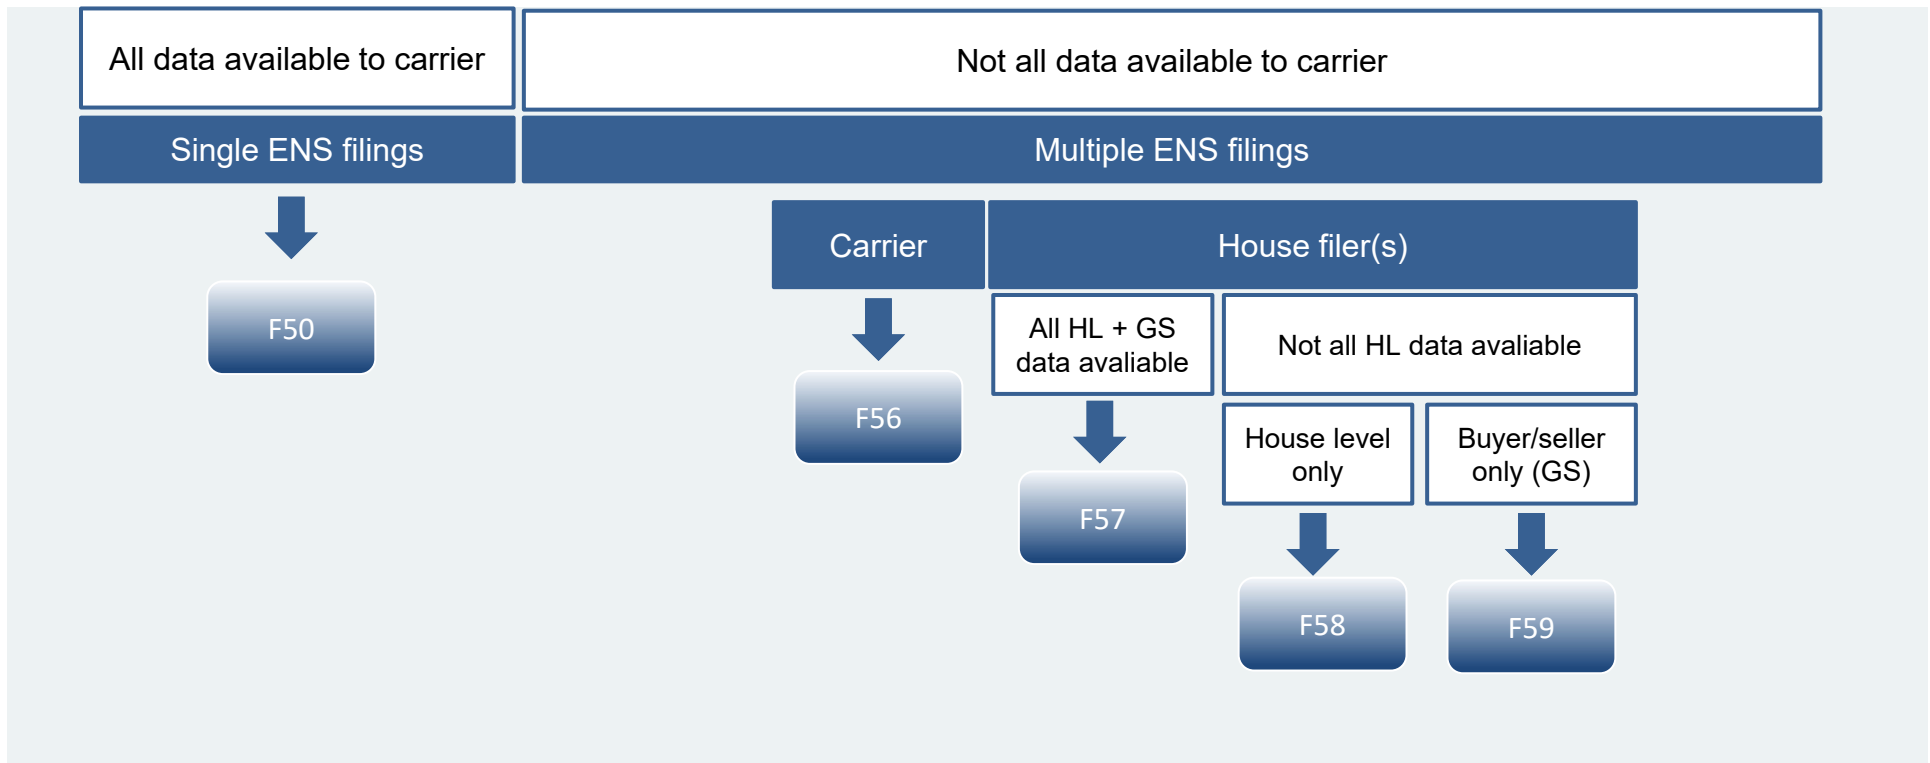 All data available to carrier
Not all data available to carrier
Single ENS filings
Multiple ENS filings
Carrier
House filer(s)
F50
All HL + GS
data avaliable
Not all HL data avaliable
F56
House level
only
Buyer/seller
only (GS)
F57
F58
F59